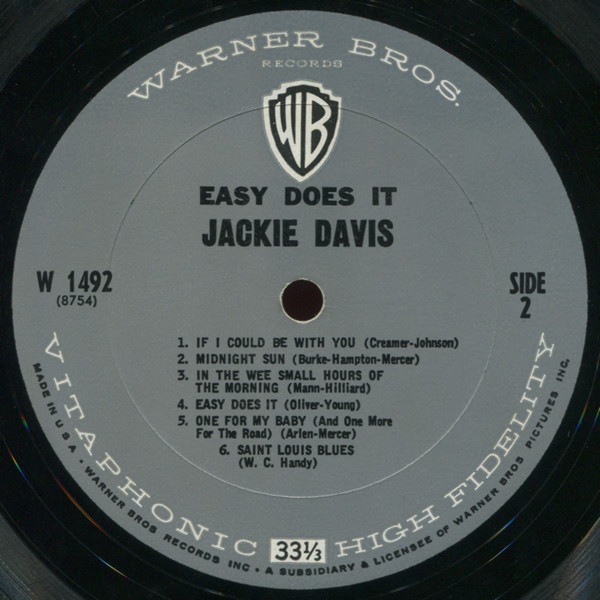 WARNER BROS.
RECORDS
WB
EASY DOES IT
JACKIE DAVIS
W 1492
(8754)
SIDE
2
1. IF I COULD BE WITH YOU (Creamer-Johnson)
2. MIDNIGHT SUN (Burke-Hampton-Mercer)
3. IN THE WEE SMALL HOURS OF
THE MORNING (Mann-Hilliard)
4. EASY DOES IT (Oliver-Young)
5. ONE FOR MY BABY (And One More
For The Road) (Arlen-Mercer)
6. SAINT LOUIS BLUES
(W. C. Handy)
VITAPHONIC 33⅓ HIGH FIDELITY
MADE IN U.S.A. • WARNER BROS RECORDS INC • A SUBSIDIARY & LICENSEE OF WARNER BROS PICTURES INC.